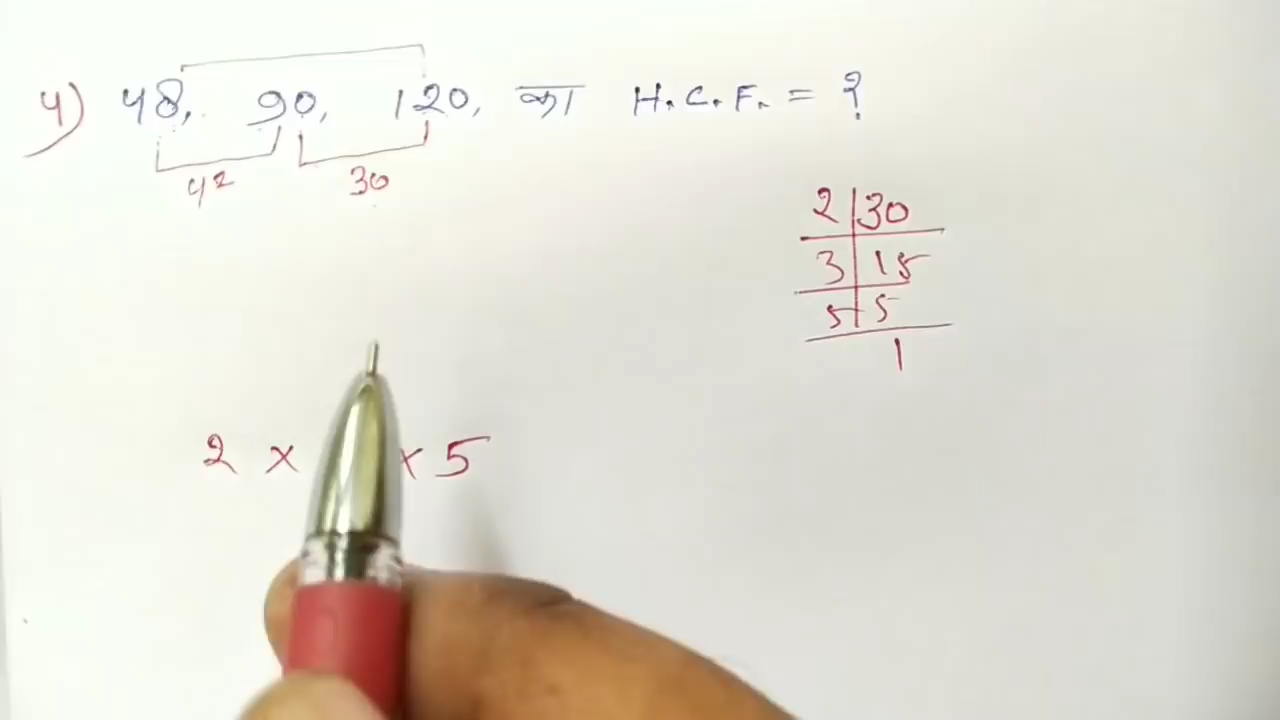 4) 48, 90, 120, का H.C.F. = ?
42 30
2 | 30
3 | 15
5 | 5
1
2 × × 5